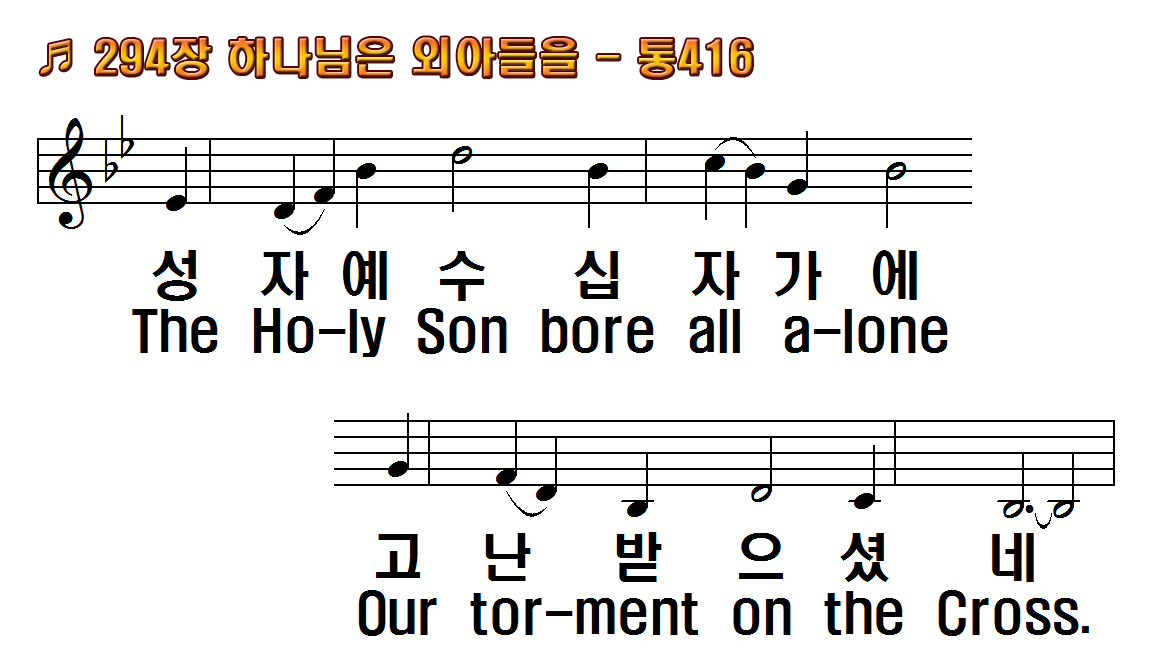 294장 하나님은 외아들을 - 통416
성 자 예 수 십 자 가 에
The Ho-ly Son bore all a-lone
고 난 받 으 셨 네
Our tor-ment on the Cross.